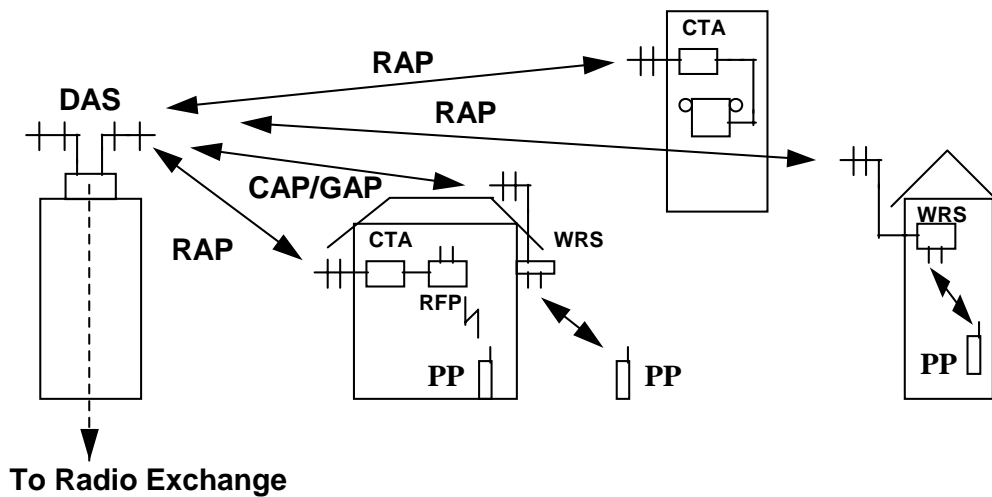 CTA
RAP
DAS
RAP
CAP/GAP
WRS
CTA
WRS
RAP
RFP
PP
PP
PP
To Radio Exchange